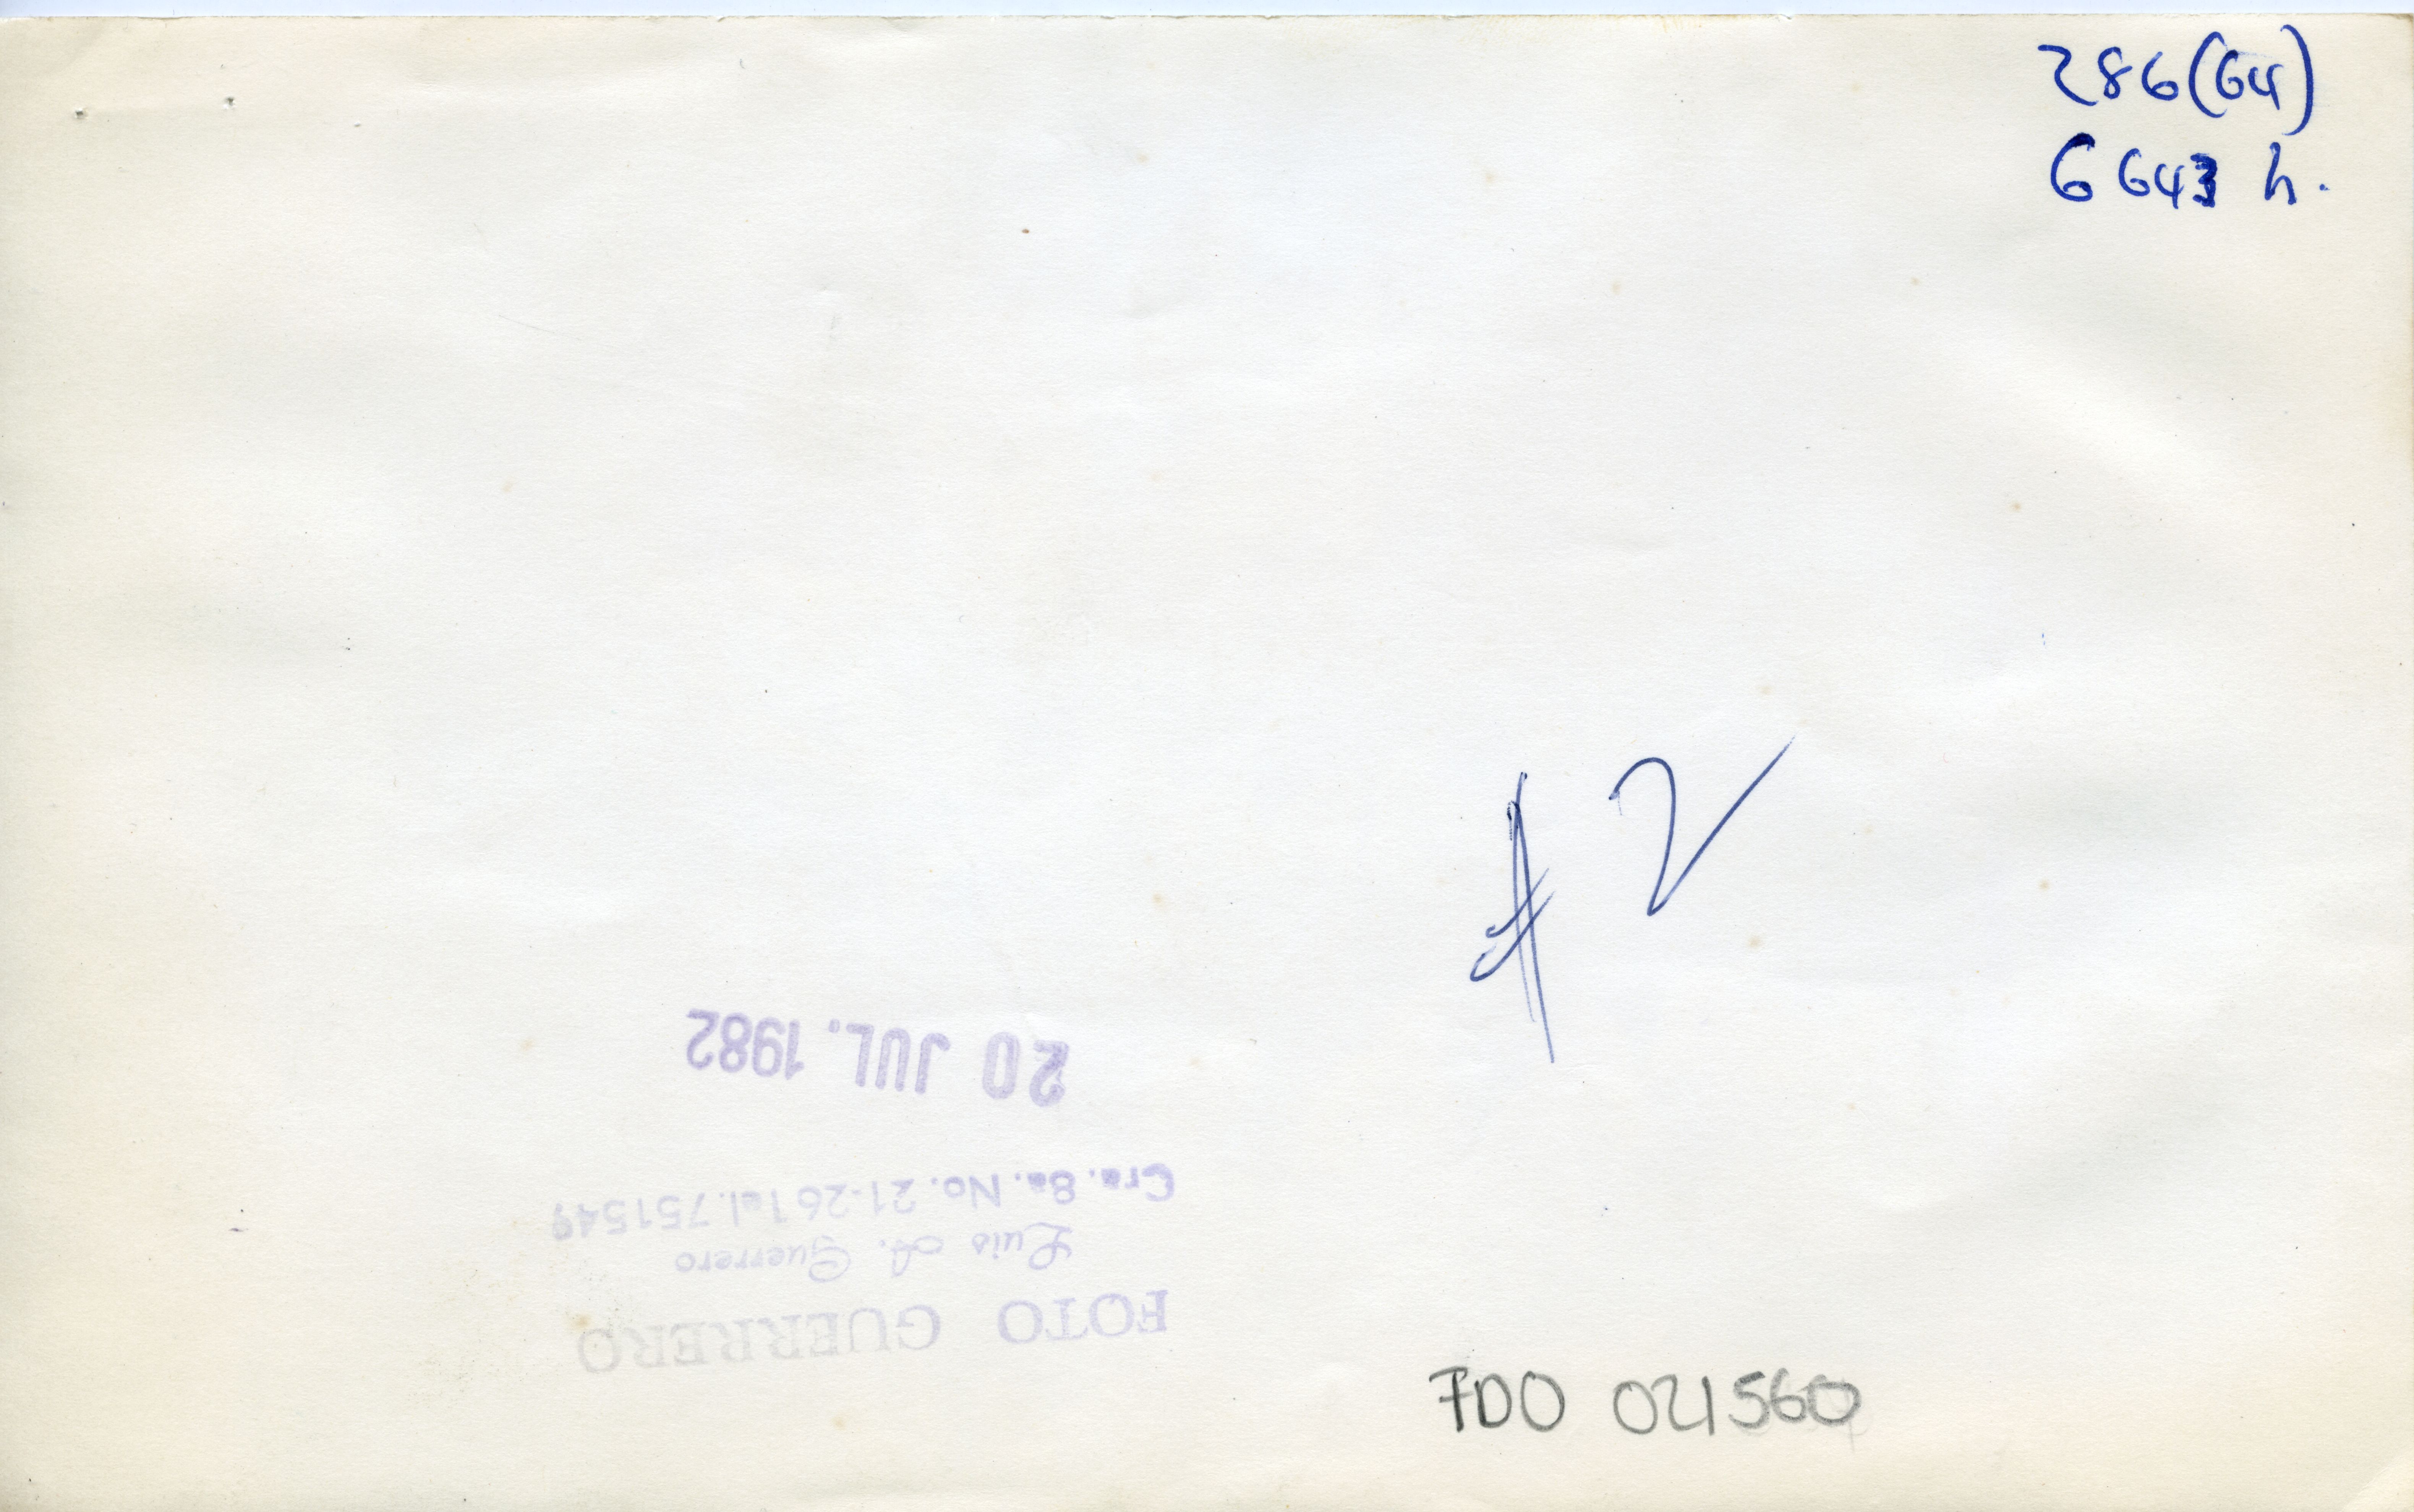 286(64)
6643 h.
# 2
FOTO GUERRERO
Luis A. Guerrero
Cra. 8a. No. 21-26 Tel. 751549
20 JUL. 1982
FDO 021560